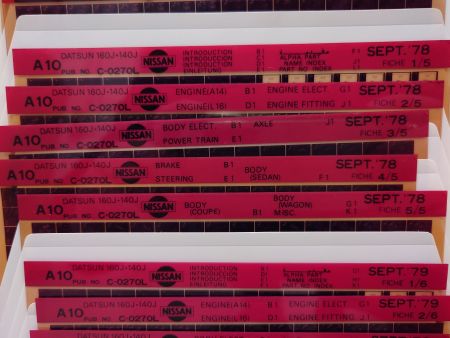 DATSUN 160J·140J
A10 PUB. NO. C-0270L
NISSAN
INTRODUCTION B1
INTRODUCTION C1
INTRODUCTION D1
EINLEITUNG E1
ALPHA PART
NAME INDEX
PART NO INDEX
SEPT. '78
FICHE 1/5
DATSUN 160J·140J
A10 PUB. NO. C-0270L
NISSAN
ENGINE(A14) B1 ENGINE ELECT. G1
ENGINE(L16) D1 ENGINE FITTING J1
SEPT. '78
FICHE 2/5
DATSUN 160J·140J
A10 PUB. NO. C-0270L
NISSAN
BODY ELECT. B1 AXLE J1
POWER TRAIN E1
SEPT. '78
FICHE 3/5
DATSUN 160J·140J
A10 PUB. NO. C-0270L
NISSAN
BRAKE B1
STEERING E1
BODY
(SEDAN) F1
SEPT. '78
FICHE 4/5
DATSUN 160J·140J
A10 PUB. NO. C-0270L
NISSAN
BODY
(COUPE) B1
BODY
(WAGON) G1
MISC. K1
SEPT. '78
FICHE 5/5
DATSUN 160J·140J
A10 PUB. NO. C-0270L
NISSAN
INTRODUCTION
INTRODUCTION
INTRODUCTION
EINLEITUNG
ALPHA PART
NAME INDEX
PART NO INDEX
SEPT. '79
FICHE 1/5
DATSUN 160J·140J
A10 PUB. NO. C-0270L
NISSAN
ENGINE(A14) B1 ENGINE ELECT. G1
ENGINE(L16) D1 ENGINE FITTING J1
SEPT. '79
FICHE 2/5